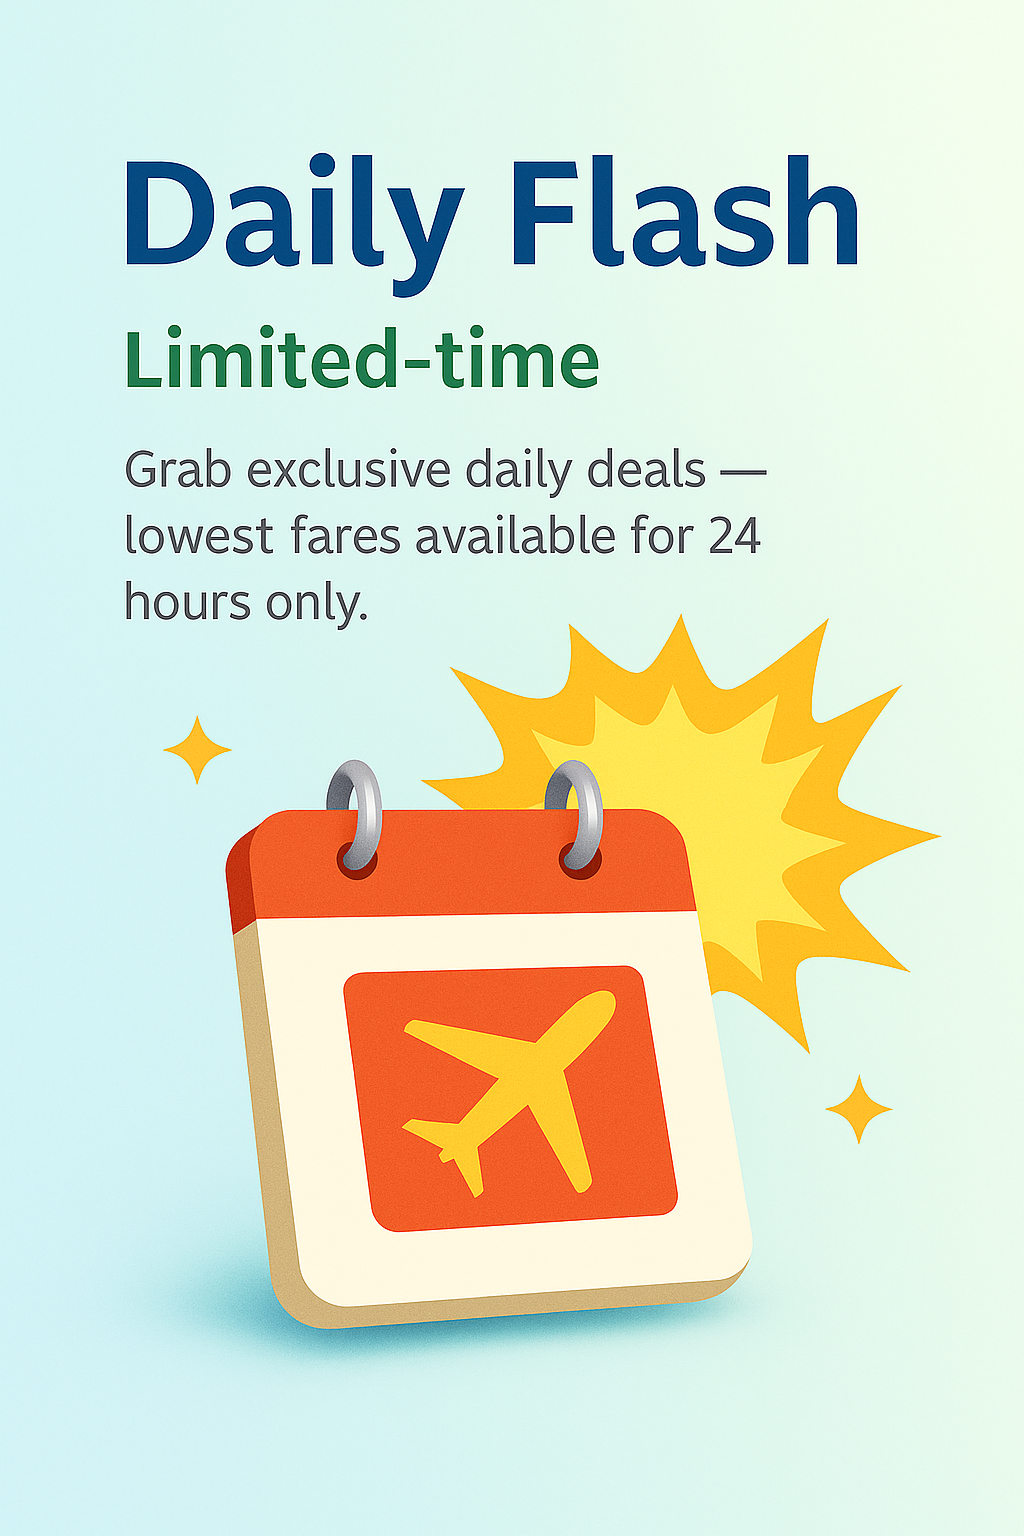 Daily Flash
Limited-time
Grab exclusive daily deals —
lowest fares available for 24
hours only.